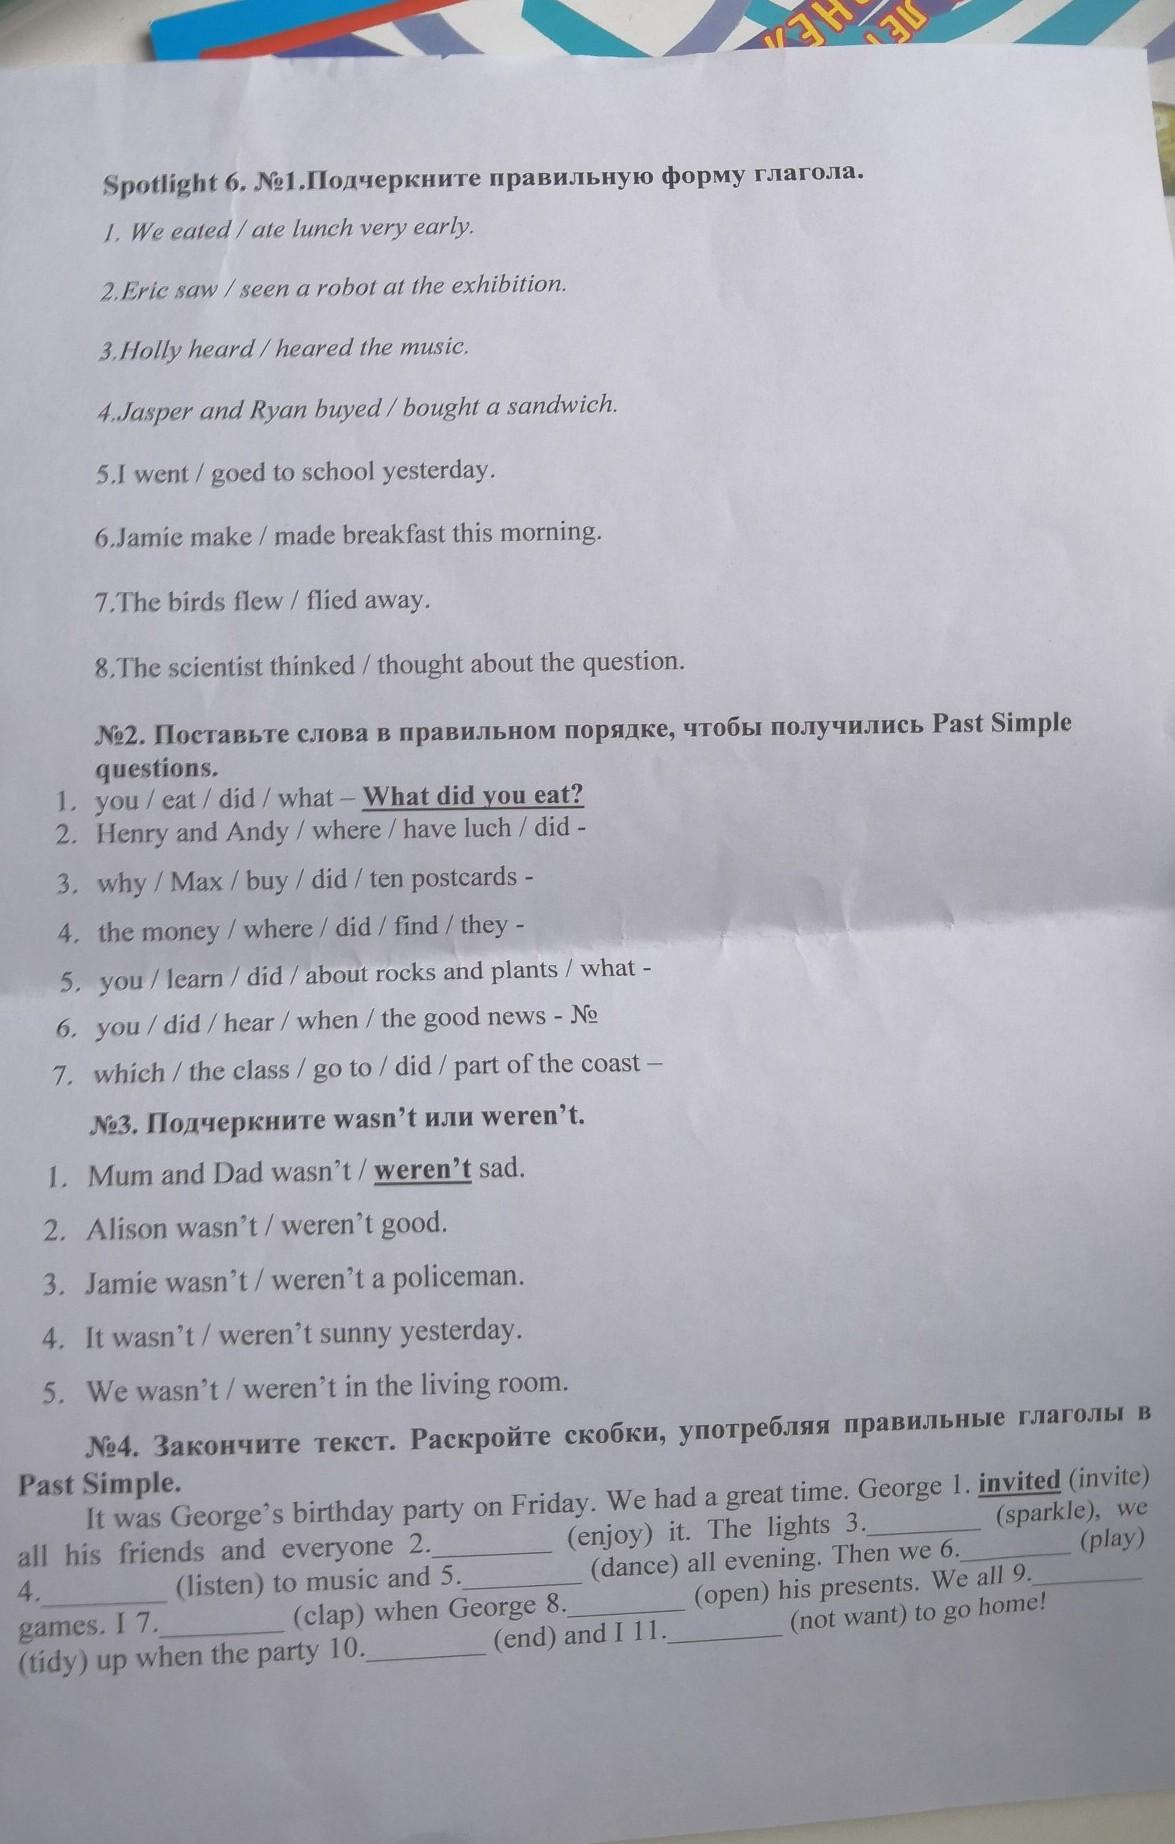 Spotlight 6. №1.Подчеркните правильную форму глагола.
1. We eated / ate lunch very early.
2.Eric saw / seen a robot at the exhibition.
3.Holly heard / heared the music.
4.Jasper and Ryan buyed / bought a sandwich.
5.I went / goed to school yesterday.
6.Jamie make / made breakfast this morning.
7.The birds flew / flied away.
8.The scientist thinked / thought about the question.
№2. Поставьте слова в правильном порядке, чтобы получились Past Simple
questions.
1. you / eat / did / what – What did you eat?
2. Henry and Andy / where / have luch / did -
3. why / Max / buy / did / ten postcards -
4. the money / where / did / find / they -
5. you / learn / did / about rocks and plants / what -
6. you / did / hear / when / the good news - №
7. which / the class / go to / did / part of the coast –
№3. Подчеркните wasn't или weren't.
1. Mum and Dad wasn't / weren't sad.
2. Alison wasn't / weren't good.
3. Jamie wasn't / weren't a policeman.
4. It wasn't / weren't sunny yesterday.
5. We wasn't / weren't in the living room.
№4. Закончите текст. Раскройте скобки, употребляя правильные глаголы в
Past Simple.
It was George's birthday party on Friday. We had a great time. George 1. invited (invite)
all his friends and everyone 2.________ (enjoy) it. The lights 3.________ (sparkle), we
4.________ (listen) to music and 5.________ (dance) all evening. Then we 6.________ (play)
games. I 7.________ (clap) when George 8.________ (open) his presents. We all 9.________
(tidy) up when the party 10.________ (end) and I 11.________ (not want) to go home!